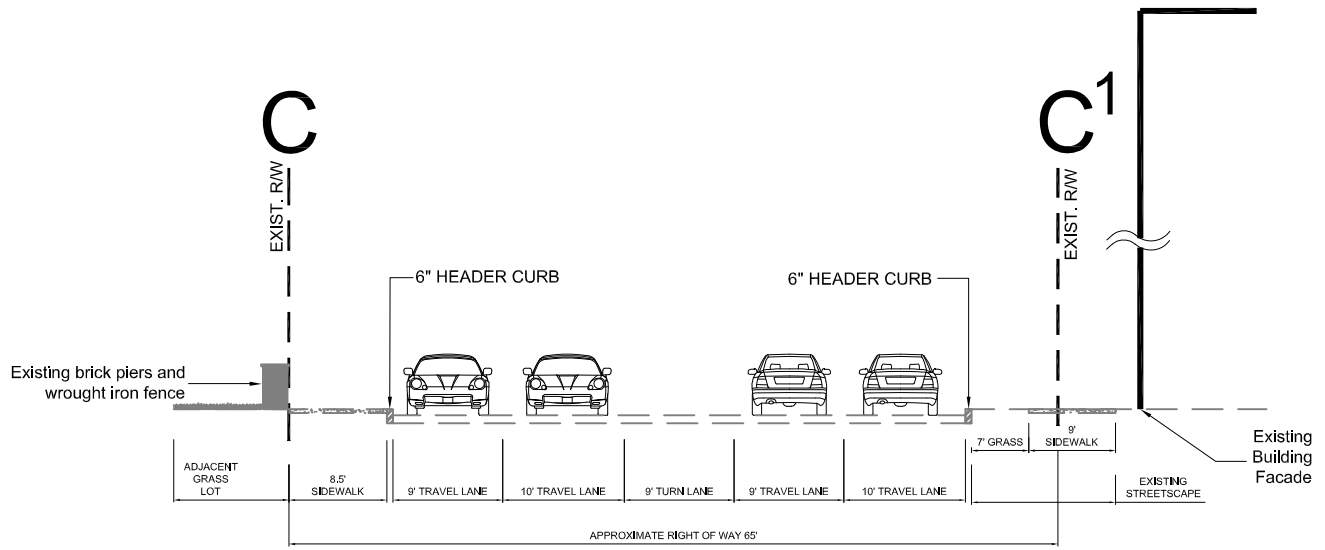 C
C1
EXIST. R/W
EXIST. R/W
6" HEADER CURB
6" HEADER CURB
Existing brick piers and
wrought iron fence
7' GRASS
9'
SIDEWALK
Existing
Building
Facade
ADJACENT
GRASS
LOT
8.5'
SIDEWALK
9' TRAVEL LANE
10' TRAVEL LANE
9' TURN LANE
9' TRAVEL LANE
10' TRAVEL LANE
EXISTING
STREETSCAPE
APPROXIMATE RIGHT OF WAY 65'